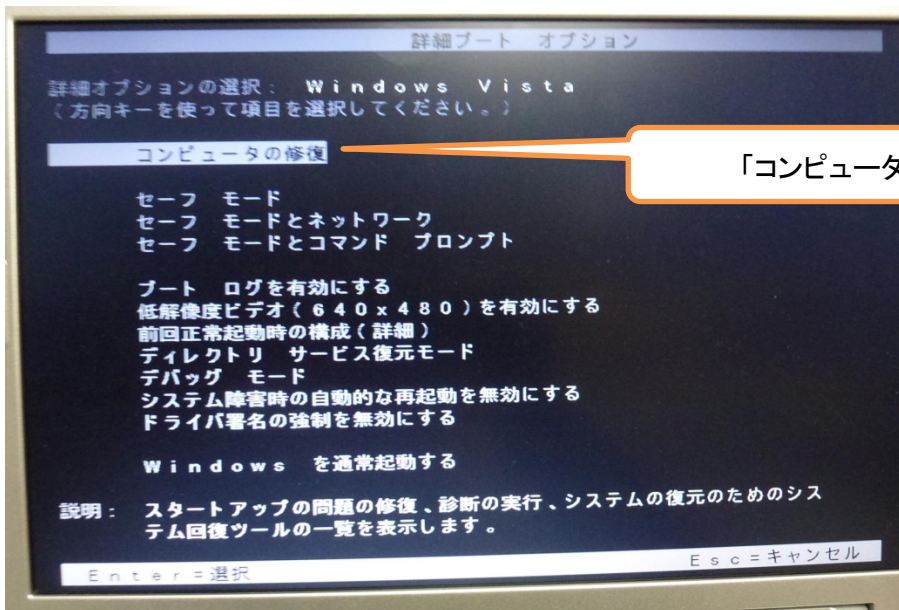 詳細ブート オプション
詳細オプションの選択: Windows Vista
(方向キーを使って項目を選択してください。)
コンピュータの修復
「コンピュータ
セーフ モード
セーフ モードとネットワーク
セーフ モードとコマンド プロンプト
ブート ログを有効にする
低解像度ビデオ(640x480)を有効にする
前回正常起動時の構成(詳細)
ディレクトリ サービス復元モード
デバッグ モード
システム障害時の自動的な再起動を無効にする
ドライバ署名の強制を無効にする
Windows を通常起動する
説明: スタートアップの問題の修復、診断の実行、システムの復元のためのシス
テム回復ツールの一覧を表示します。
Enter=選択 Esc=キャンセル